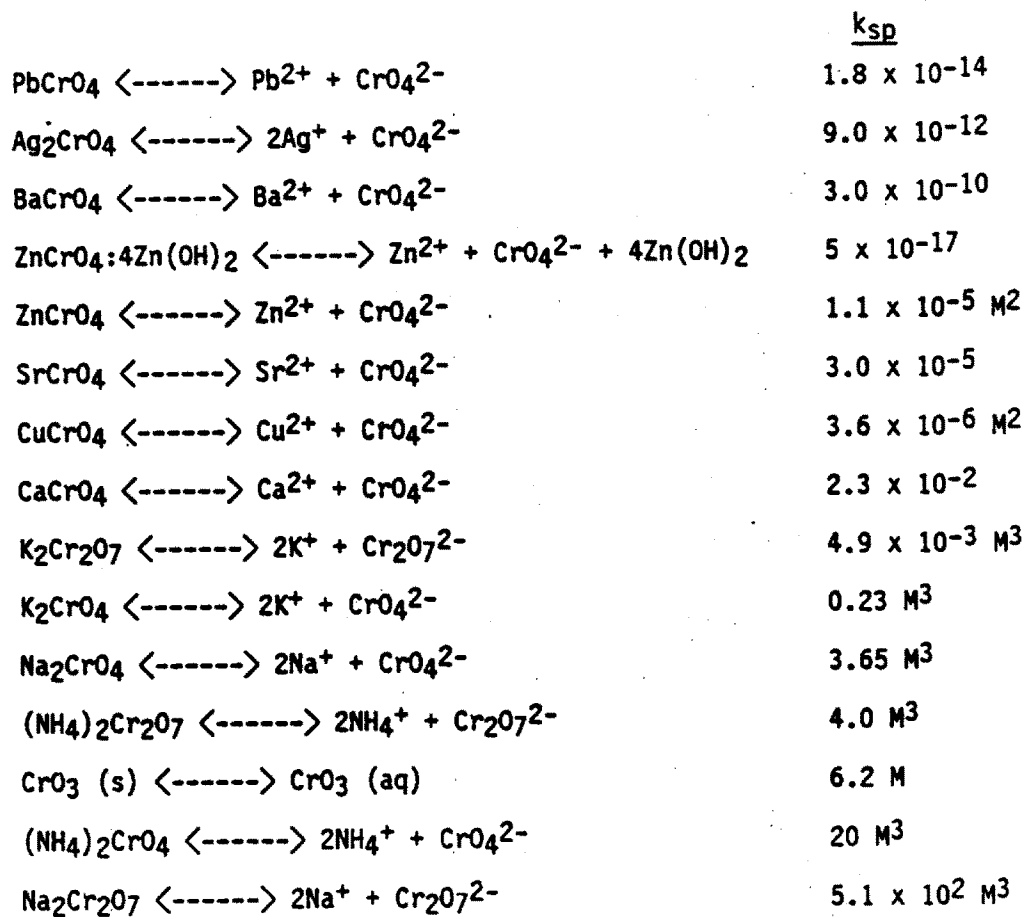 ksp
PbCrO4 <------> Pb2+ + CrO42- 1.8 x 10-14
Ag2CrO4 <------> 2Ag+ + CrO42- 9.0 x 10-12
BaCrO4 <------> Ba2+ + CrO42- 3.0 x 10-10
ZnCrO4:4Zn(OH)2 <------> Zn2+ + CrO42- + 4Zn(OH)2 5 x 10-17
ZnCrO4 <------> Zn2+ + CrO42- 1.1 x 10-5 M2
SrCrO4 <------> Sr2+ + CrO42- 3.0 x 10-5
CuCrO4 <------> Cu2+ + CrO42- 3.6 x 10-6 M2
CaCrO4 <------> Ca2+ + CrO42- 2.3 x 10-2
K2Cr2O7 <------> 2K+ + Cr2O72- 4.9 x 10-3 M3
K2CrO4 <------> 2K+ + CrO42- 0.23 M3
Na2CrO4 <------> 2Na+ + CrO42- 3.65 M3
(NH4)2Cr2O7 <------> 2NH4+ + Cr2O72- 4.0 M3
CrO3 (s) <------> CrO3 (aq) 6.2 M
(NH4)2CrO4 <------> 2NH4+ + CrO42- 20 M3
Na2Cr2O7 <------> 2Na+ + Cr2O72- 5.1 x 102 M3